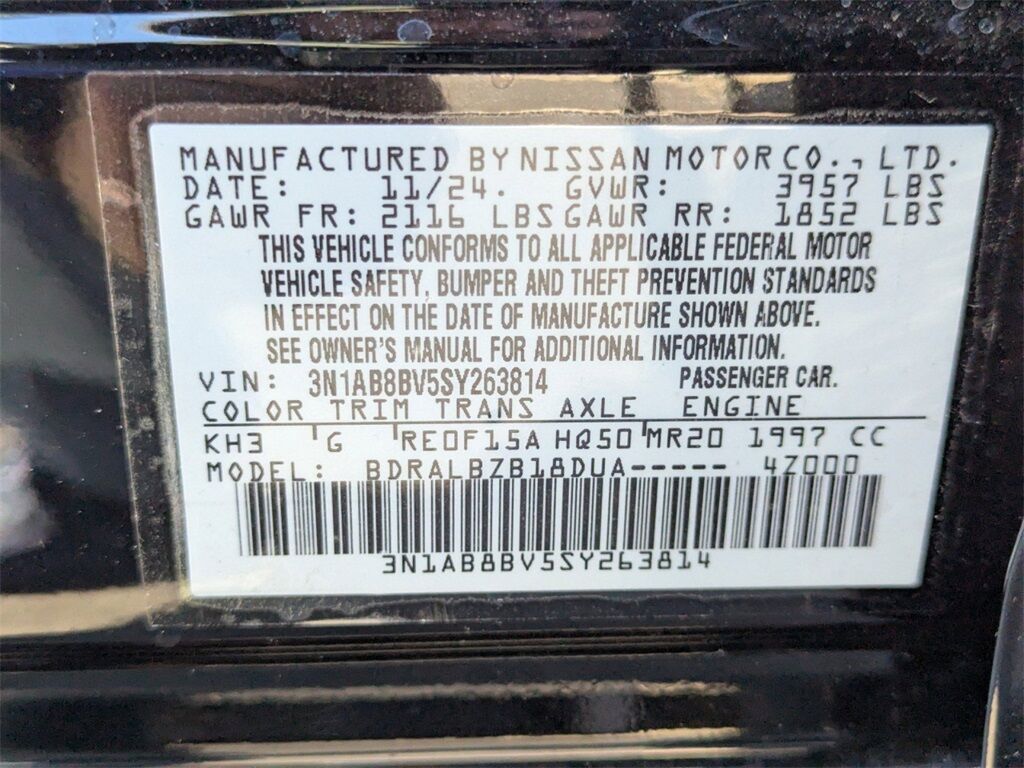 MANUFACTURED BY NISSAN MOTOR CO., LTD.
DATE: 11/24. GVWR: 3957 LBS
GAWR FR: 2116 LBS GAWR RR: 1852 LBS
THIS VEHICLE CONFORMS TO ALL APPLICABLE FEDERAL MOTOR
VEHICLE SAFETY, BUMPER AND THEFT PREVENTION STANDARDS
IN EFFECT ON THE DATE OF MANUFACTURE SHOWN ABOVE.
SEE OWNER'S MANUAL FOR ADDITIONAL INFORMATION.
VIN: 3N1AB8BV5SY263814 PASSENGER CAR.
COLOR TRIM TRANS AXLE ENGINE
KH3 G RE0F15A HQ50 MR20 1997 CC
MODEL: BDRALBZB18DUA----- 4Z000
3N1AB8BV5SY263814